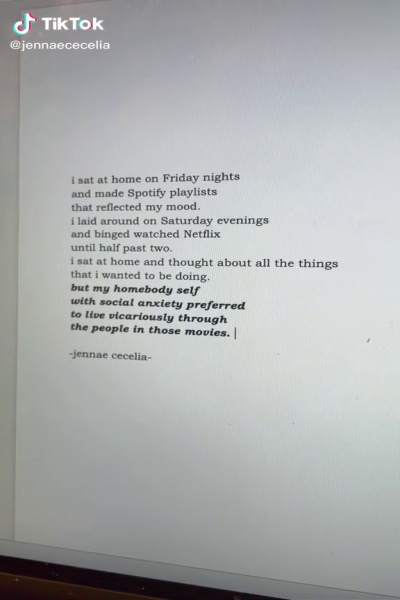 TikTok
@jennaececelia
i sat at home on Friday nights
and made Spotify playlists
that reflected my mood.
i laid around on Saturday evenings
and binged watched Netflix
until half past two.
i sat at home and thought about all the things
that i wanted to be doing.
but my homebody self
with social anxiety preferred
to live vicariously through
the people in those movies.
-jennae cecelia-